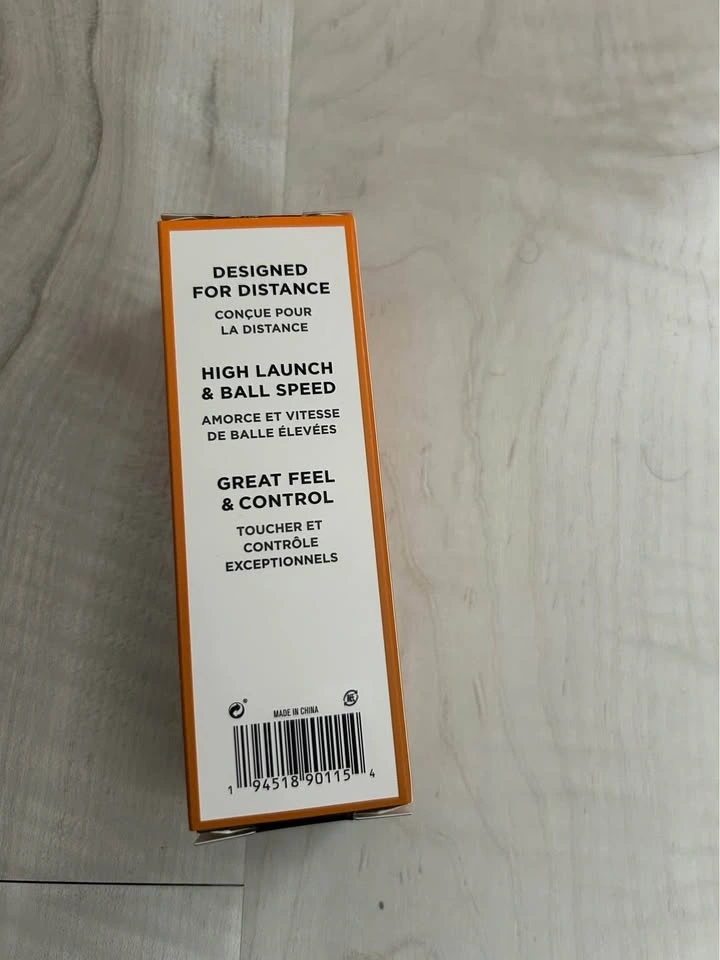 DESIGNED
FOR DISTANCE
CONÇUE POUR
LA DISTANCE
HIGH LAUNCH
& BALL SPEED
AMORCE ET VITESSE
DE BALLE ÉLEVÉES
GREAT FEEL
& CONTROL
TOUCHER ET
CONTRÔLE
EXCEPTIONNELS
MADE IN CHINA
1 94518 90115 4